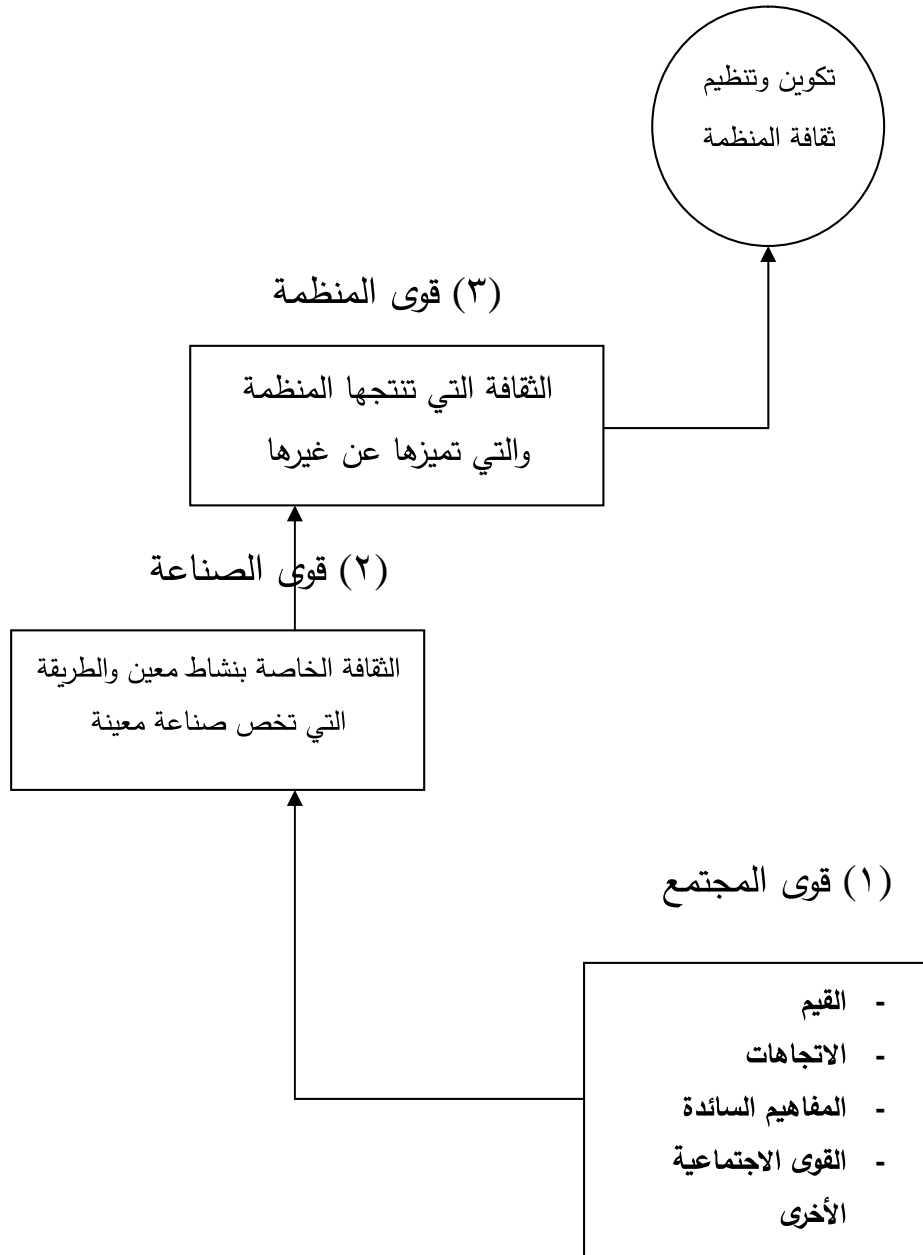 تكوين وتنظيم
ثقافة المنظمة
(٣) قوى المنظمة
الثقافة التي تنتجها المنظمة
والتي تميزها عن غيرها
(٢) قوى الصناعة
الثقافة الخاصة بنشاط معين والطريقة
التي تخص صناعة معينة
(١) قوى المجتمع
- القيم
- الاتجاهات
- المفاهيم السائدة
- القوى الاجتماعية
الأخرى